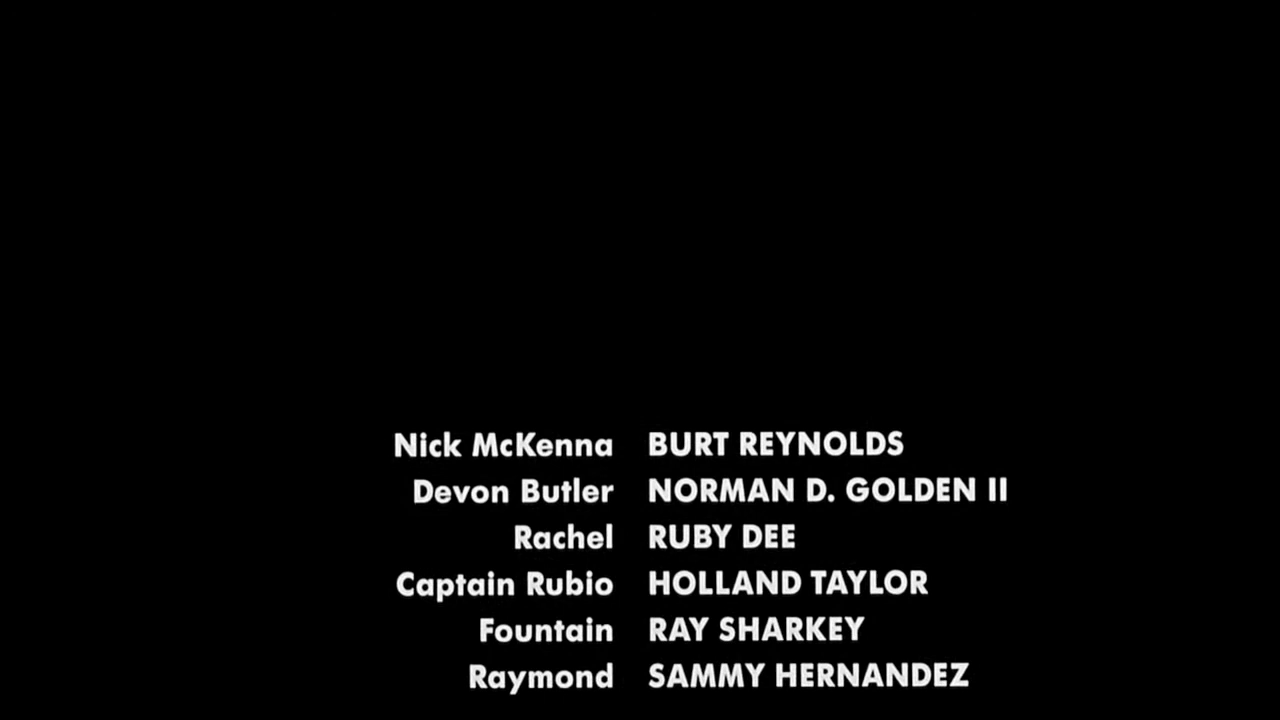 Nick McKenna BURT REYNOLDS
Devon Butler NORMAN D. GOLDEN II
Rachel RUBY DEE
Captain Rubio HOLLAND TAYLOR
Fountain RAY SHARKEY
Raymond SAMMY HERNANDEZ